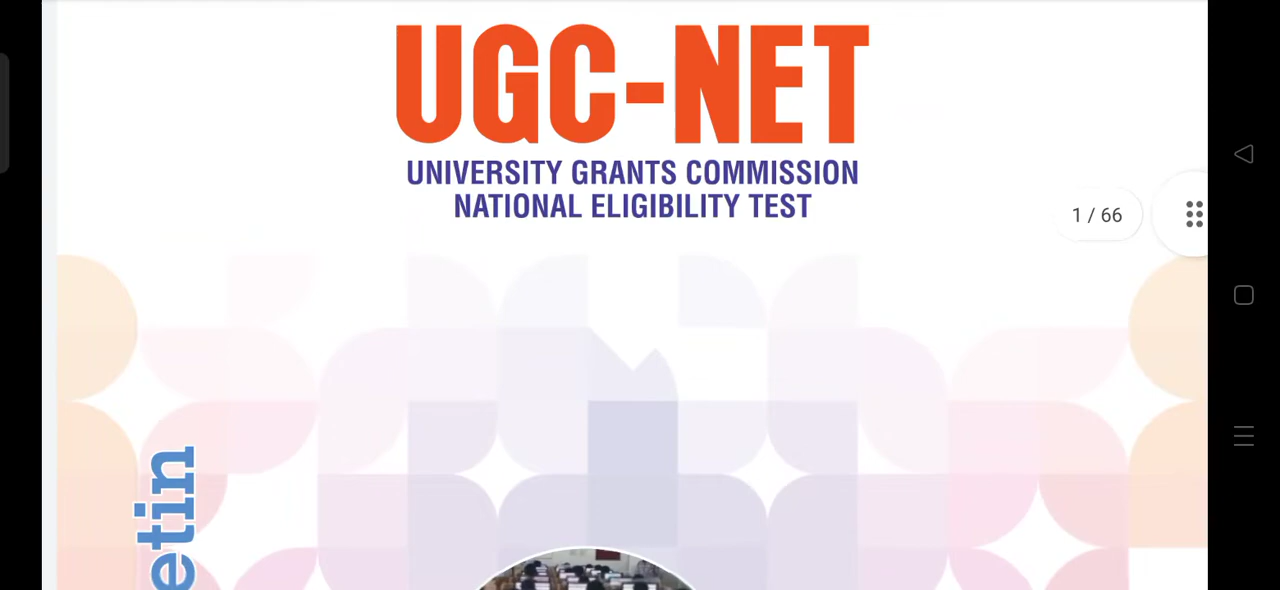 UGC-NET
UNIVERSITY GRANTS COMMISSION
NATIONAL ELIGIBILITY TEST
1 / 66
etin